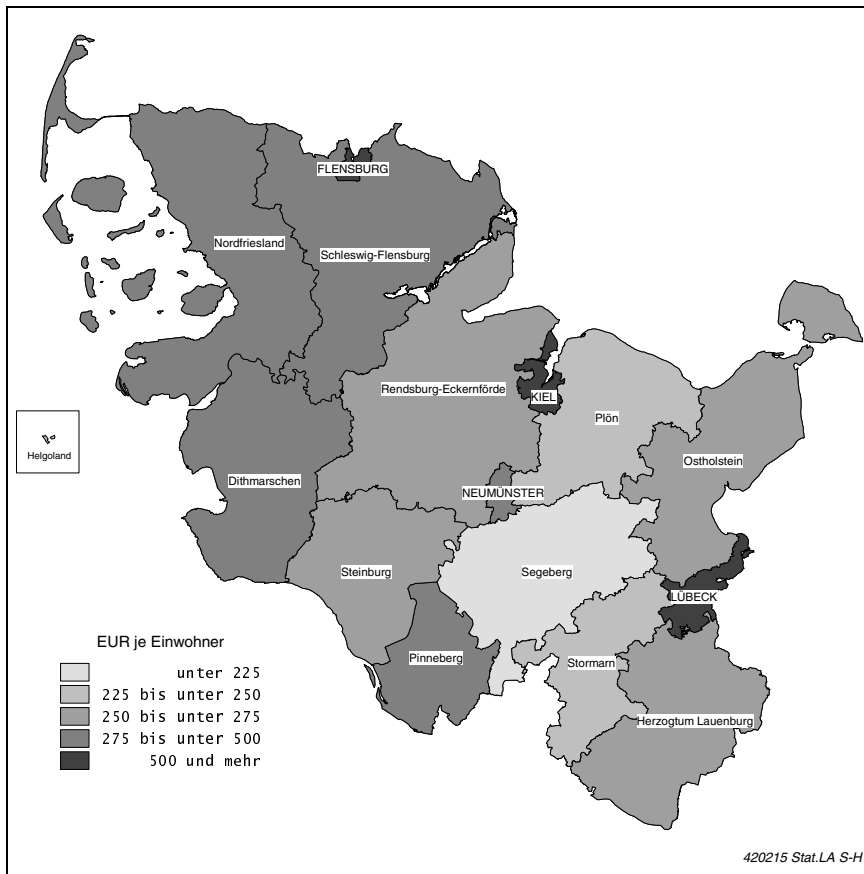 FLENSBURG
Nordfriesland
Schleswig-Flensburg
Rendsburg-Eckernförde
KIEL
Plön
Helgoland
Ostholstein
Dithmarschen
NEUMÜNSTER
Steinburg
Segeberg
LÜBECK
Pinneberg
Stormarn
Herzogtum Lauenburg
EUR je Einwohner
unter 225
225 bis unter 250
250 bis unter 275
275 bis unter 500
500 und mehr
420215 Stat.LA S-H